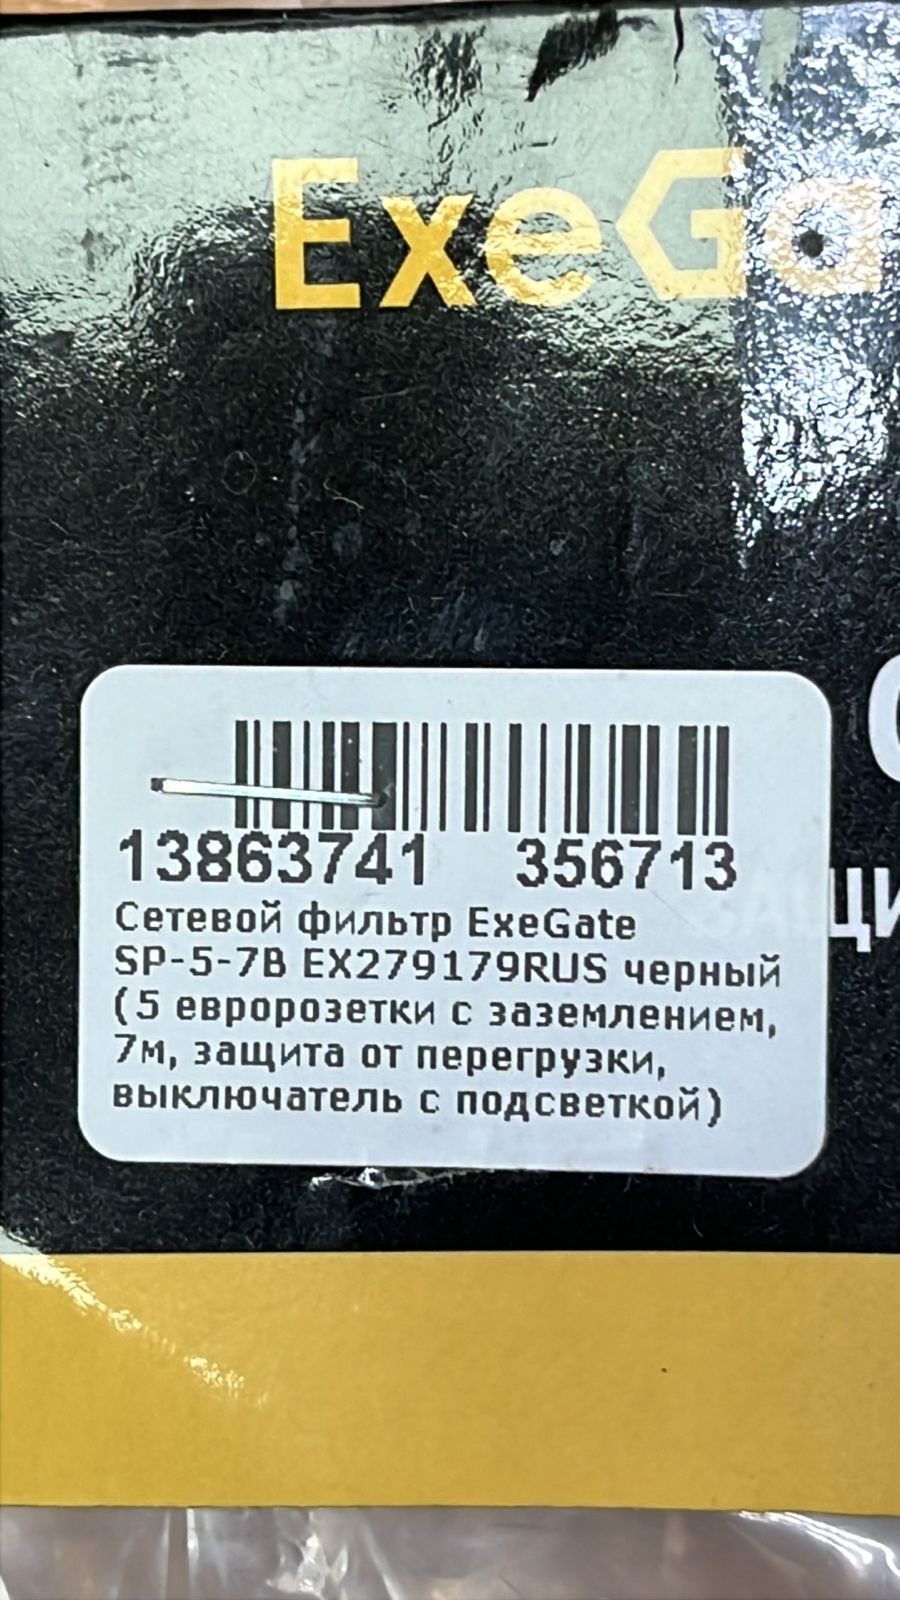 ExeGa
13863741 356713
Сетевой фильтр ExeGate
SP-5-7B EX279179RUS черный
(5 евророзетки с заземлением,
7м, защита от перегрузки,
выключатель с подсветкой)